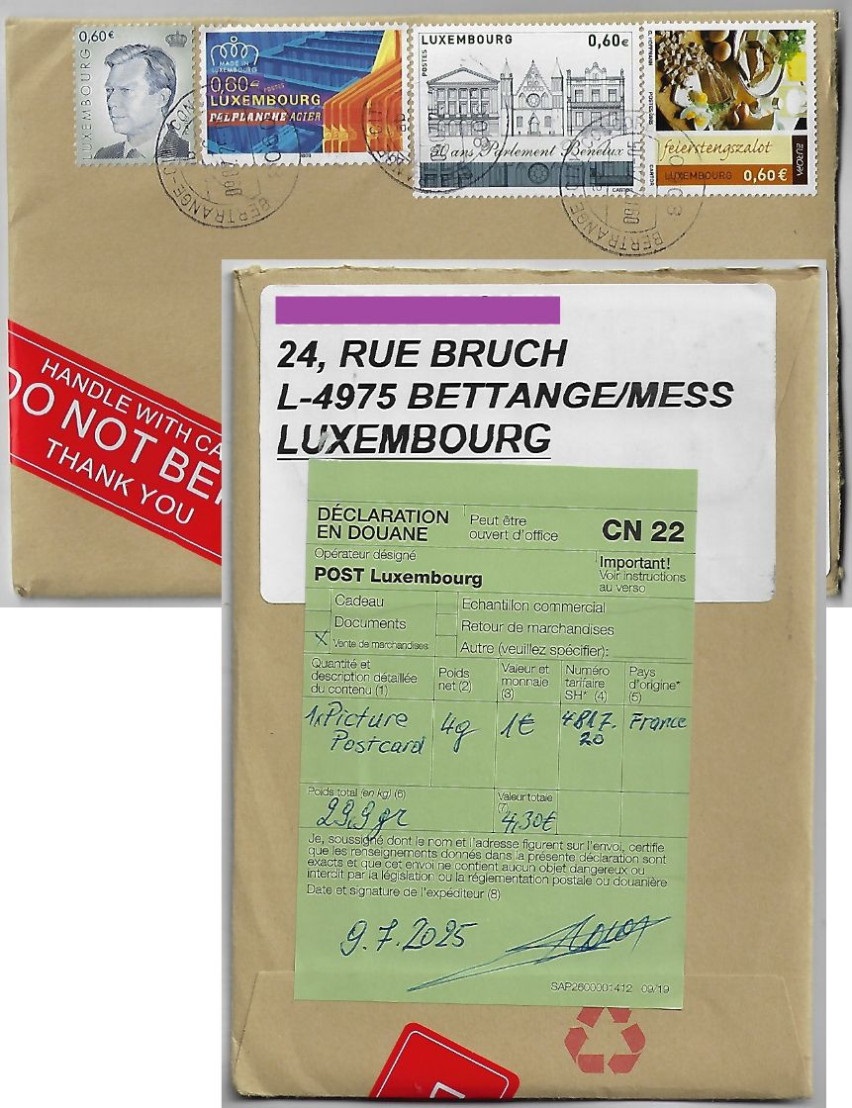 0,60€
LUXEMBOURG
MADE IN
LUXEMBOURG
POSTES
0,60€
LUXEMBOURG
PALPLANCHE ACIER
POSTES
LUXEMBOURG
0,60€
50 ans Parlement Benelux
feierstengszalot
LUXEMBOURG 0,60€
EUROPA
CARTOR
BERTRANGE
BERTRANGE
HANDLE WITH CA
DO NOT BE
THANK YOU
24, RUE BRUCH
L-4975 BETTANGE/MESS
LUXEMBOURG
DÉCLARATION
EN DOUANE
Peut être
ouvert d'office
CN 22
Opérateur désigné
POST Luxembourg
Important!
Voir instructions
au verso
Cadeau
Echantillon commercial
Documents
Retour de marchandises
X Vente de marchandises
Autre (veuillez spécifier):
Quantité et
description détaillée
du contenu (1)
Poids
net (2)
Valeur et
monnaie
(3)
Numéro
tarifaire
SH* (4)
Pays
d'origine*
(5)
1x Picture
Postcard
4g
1€
4817.
20
France
Poids total (en kg) (6)
29,9 gr
Valeur totale
(7)
4,30€
Je, soussigné dont le nom et l'adresse figurent sur l'envoi, certifie
que les renseignements donnés dans la présente déclaration sont
exacts et que cet envoi ne contient aucun objet dangereux ou
interdit par la législation ou la réglementation postale ou douanière
Date et signature de l'expéditeur (8)
9.7.2025
SAP2600001412 09/19